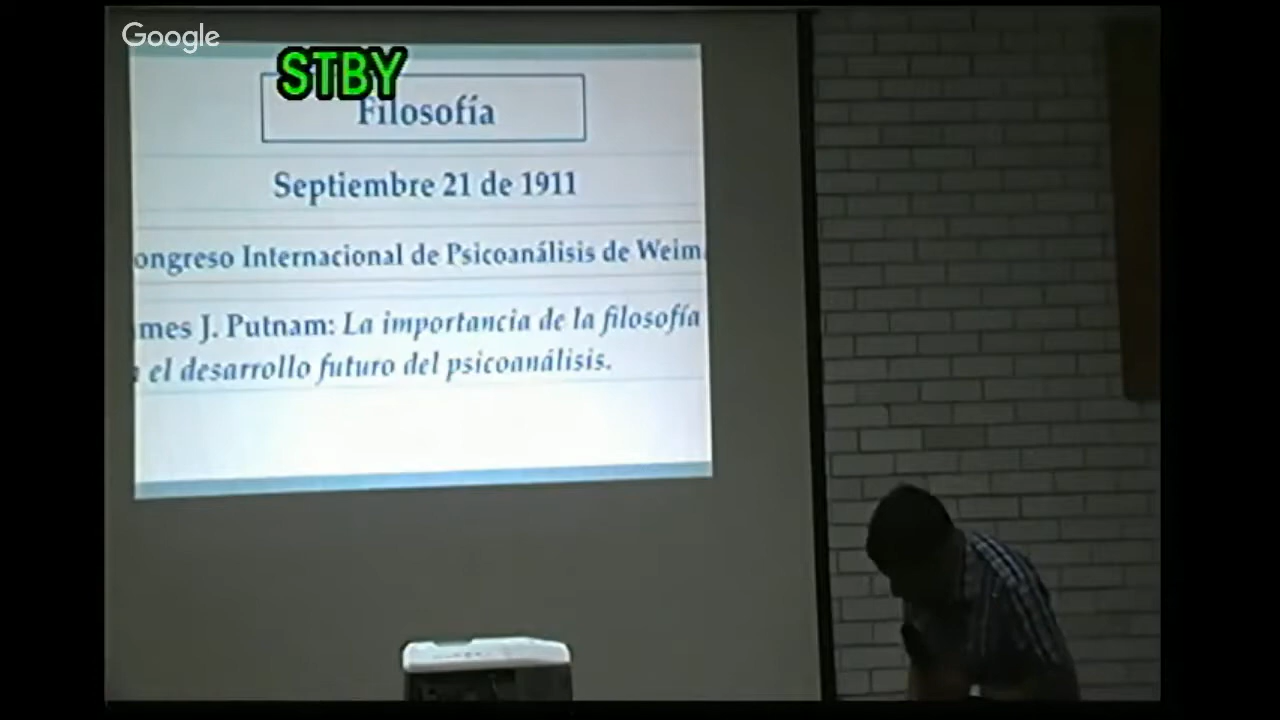 Google
STBY
Filosofía
Septiembre 21 de 1911
ongreso Internacional de Psicoanálisis de Weim
mes J. Putnam: La importancia de la filosofía
el desarrollo futuro del psicoanálisis.